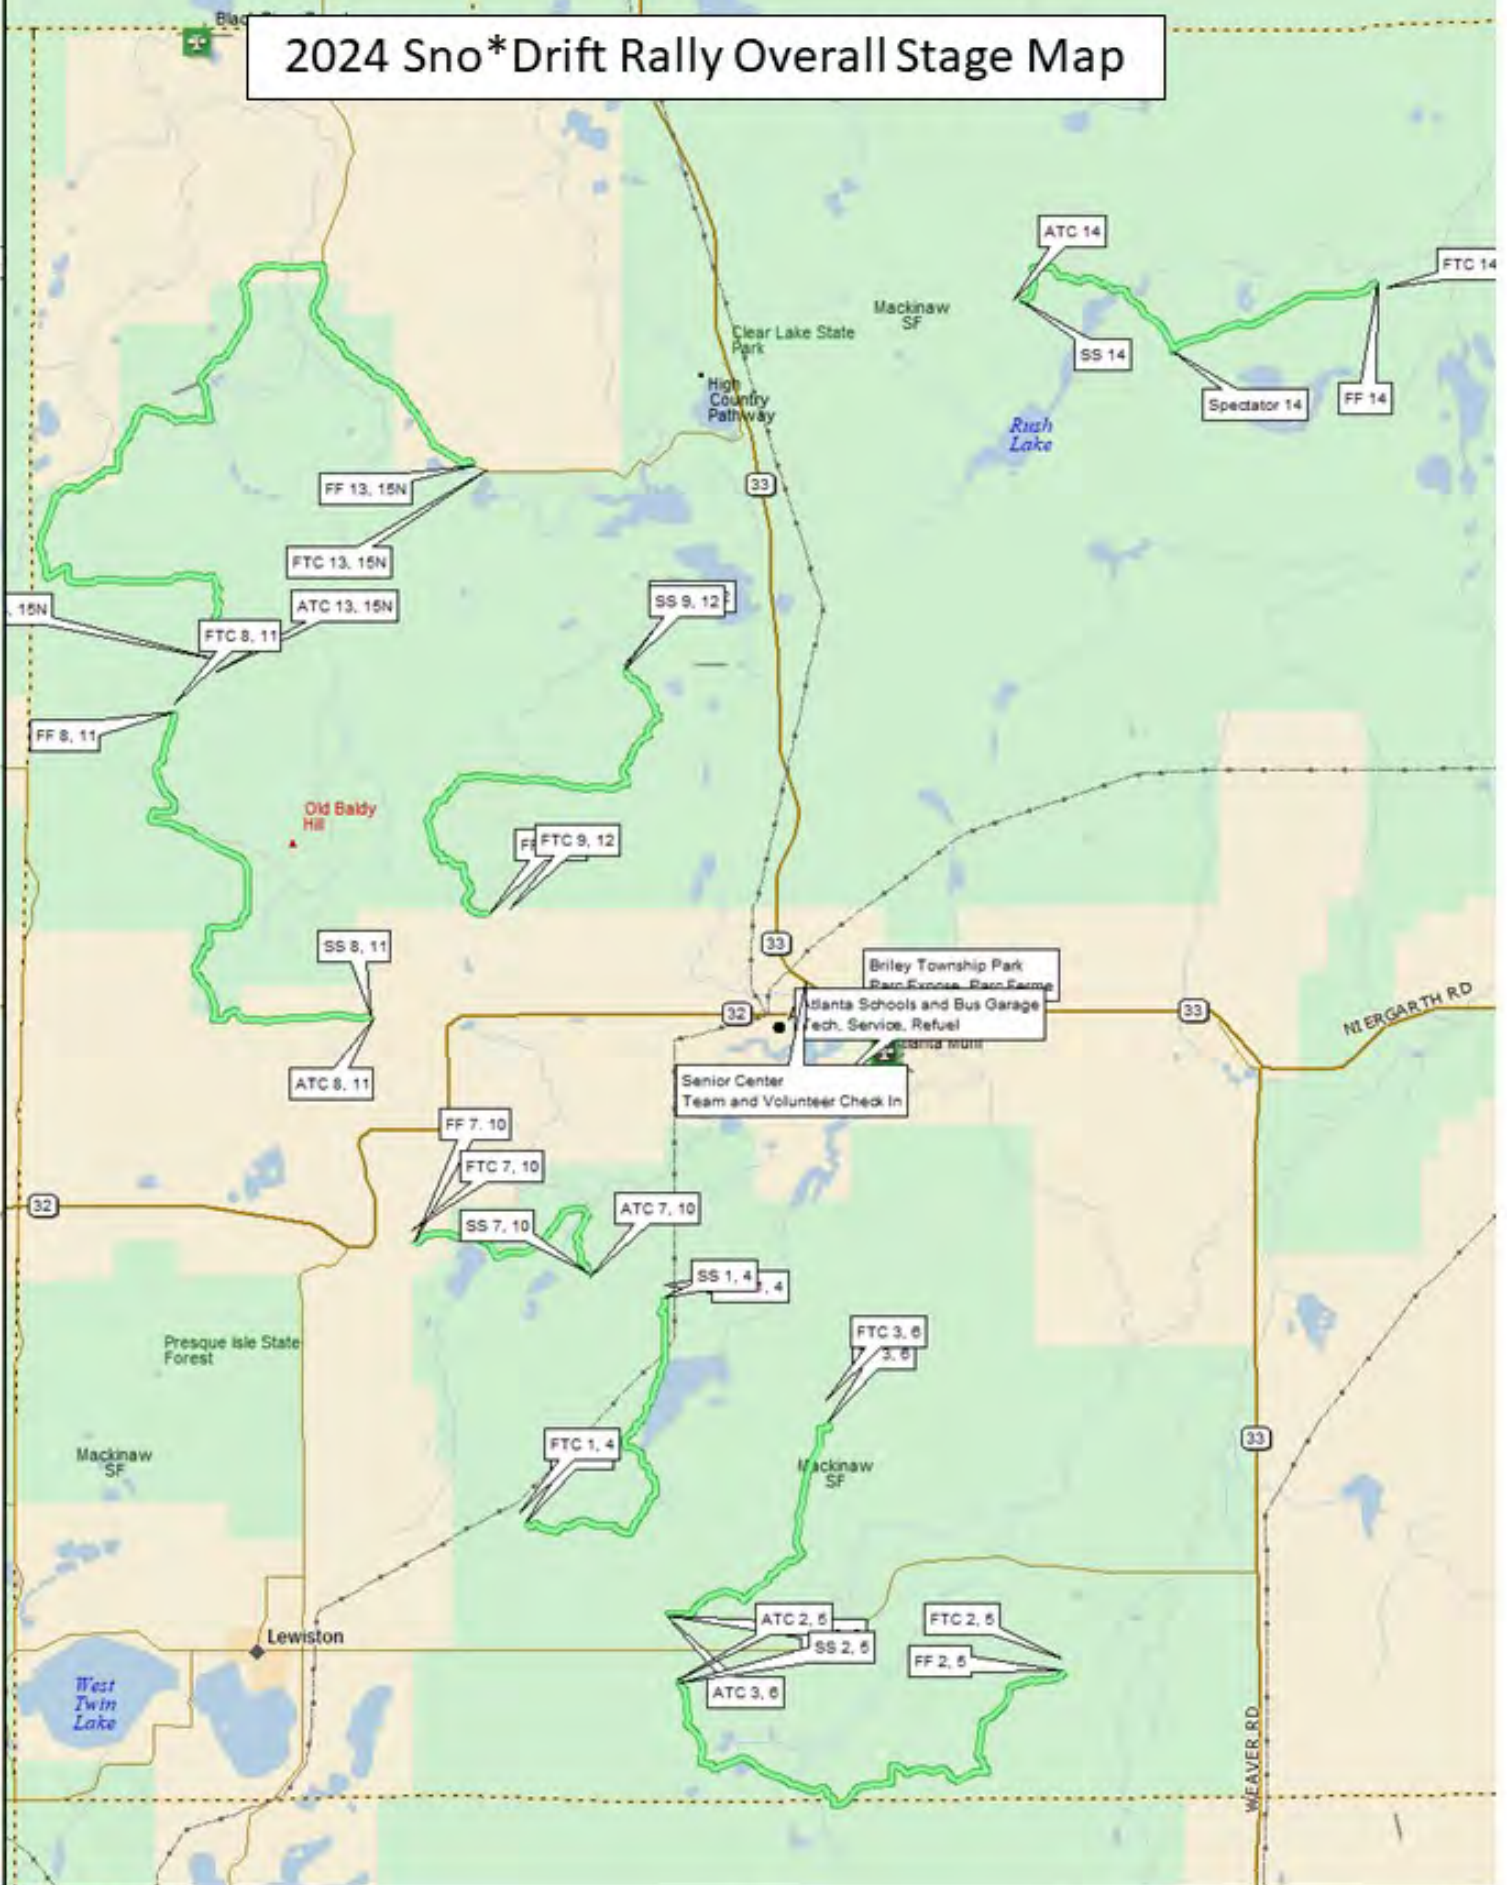 2024 Sno*Drift Rally Overall Stage Map
ATC 14
FTC 14
Mackinaw
SF
Clear Lake State
Park
SS 14
High
Country
Pathway
Spectator 14
FF 14
Rush
Lake
FF 13, 15N
33
FTC 13, 15N
ATC 13, 15N
, 15N
SS 9, 12
FTC 8, 11
FF 8, 11
Old Baldy
Hill
FTC 9, 12
SS 8, 11
33
Briley Township Park
Parc Expose, Parc Ferme
Atlanta Schools and Bus Garage
Tech, Service, Refuel
32
33
NIERGARTH RD
ATC 8, 11
Senior Center
Team and Volunteer Check In
FF 7, 10
FTC 7, 10
32
SS 7, 10
ATC 7, 10
SS 1, 4
, 4
FTC 3, 6
3, 6
Presque Isle State
Forest
FTC 1, 4
33
Mackinaw
SF
Mackinaw
SF
ATC 2, 5
FTC 2, 5
Lewiston
SS 2, 5
FF 2, 5
West
Twin
Lake
ATC 3, 6
WEAVER RD